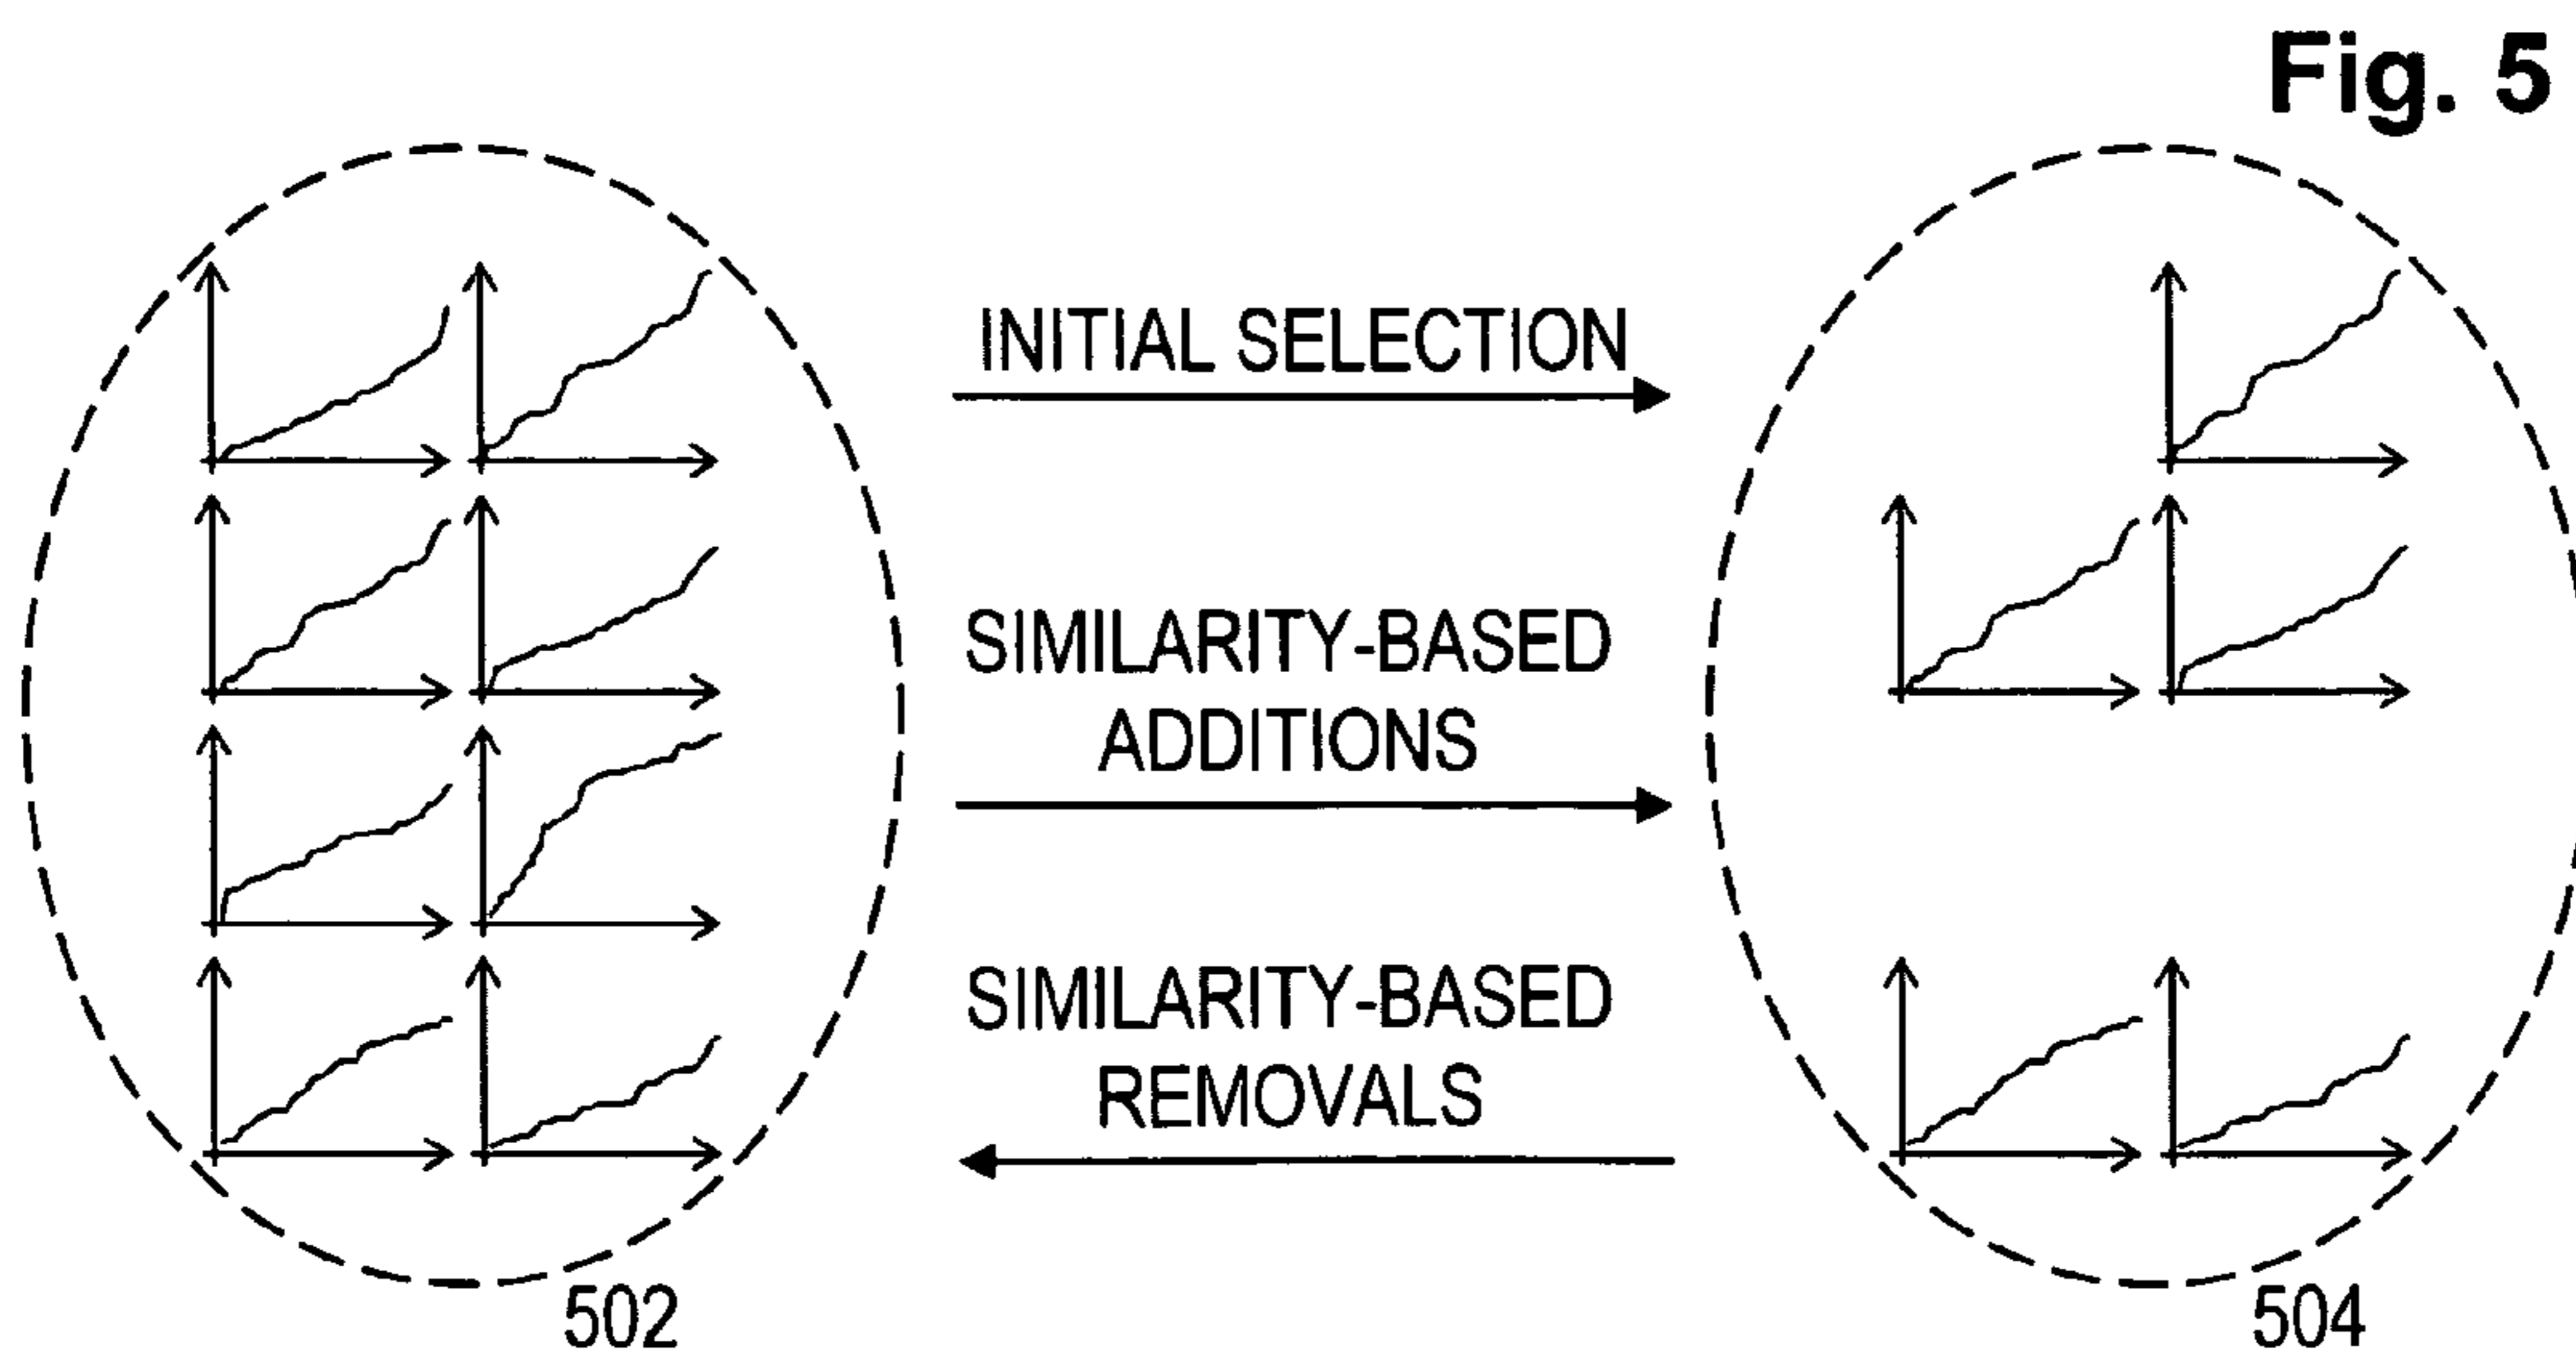 Fig. 5
INITIAL SELECTION
SIMILARITY-BASED
ADDITIONS
SIMILARITY-BASED
REMOVALS
502
504